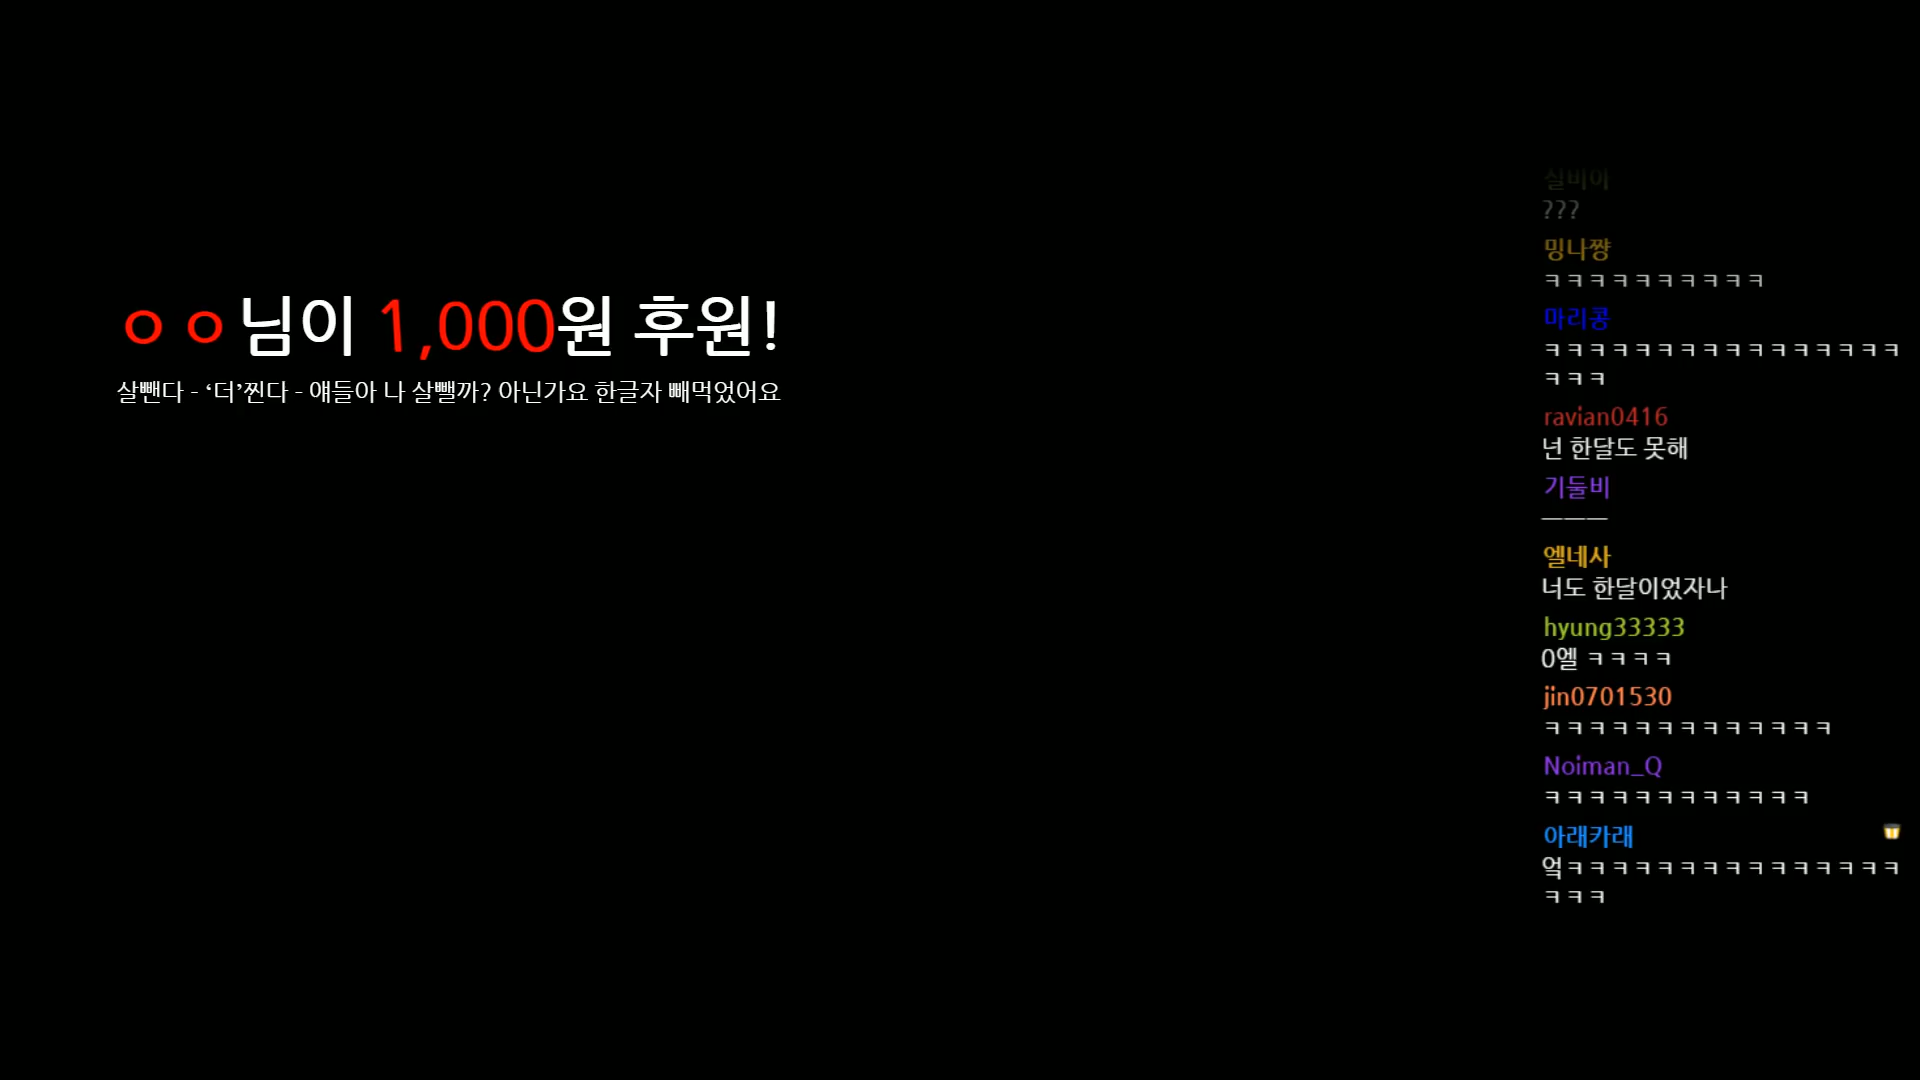 ㅇㅇ님이 1,000원 후원!
살뺀다 - ‘더’찐다 - 얘들아 나 살뺄까? 아닌가요 한글자 빼먹었어요
실비아
???
밍나쨩
ㅋㅋㅋㅋㅋㅋㅋㅋㅋㅋ
마리콩
ㅋㅋㅋㅋㅋㅋㅋㅋㅋㅋㅋㅋㅋㅋㅋㅋ
ㅋㅋㅋ
ravian0416
넌 한달도 못해
기둘비
ㅡㅡㅡ
엘네사
너도 한달이었자나
hyung33333
0엘 ㅋㅋㅋㅋ
jin0701530
ㅋㅋㅋㅋㅋㅋㅋㅋㅋㅋㅋㅋㅋ
Noiman_Q
ㅋㅋㅋㅋㅋㅋㅋㅋㅋㅋㅋㅋ
아래카래
엌ㅋㅋㅋㅋㅋㅋㅋㅋㅋㅋㅋㅋㅋㅋㅋ
ㅋㅋㅋ